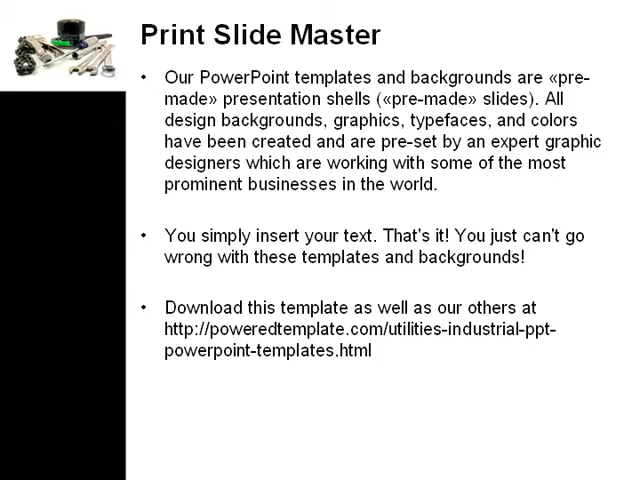 Print Slide Master
• Our PowerPoint templates and backgrounds are «pre-
made» presentation shells («pre-made» slides). All
design backgrounds, graphics, typefaces, and colors
have been created and are pre-set by an expert graphic
designers which are working with some of the most
prominent businesses in the world.
• You simply insert your text. That's it! You just can't go
wrong with these templates and backgrounds!
• Download this template as well as our others at
http://poweredtemplate.com/utilities-industrial-ppt-
powerpoint-templates.html